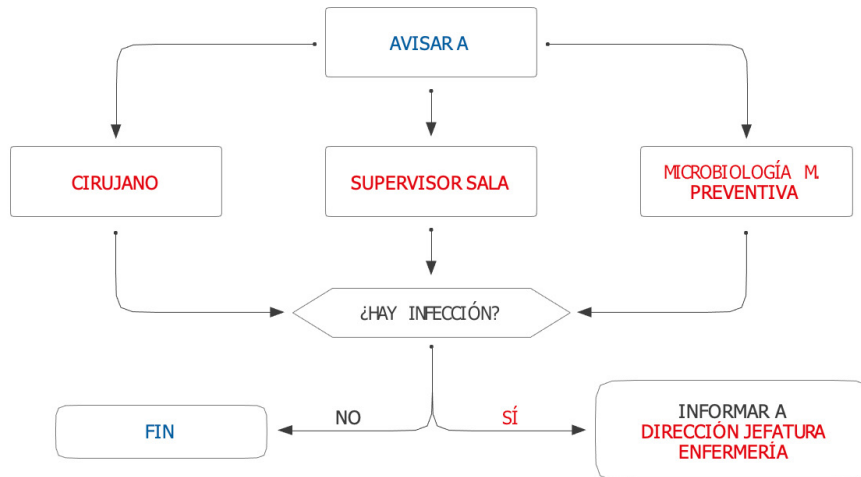 AVISAR A
CIRUJANO
SUPERVISOR SALA
MICROBIOLOGÍA M.
PREVENTIVA
¿HAY INFECCIÓN?
NO
SÍ
FIN
INFORMAR A
DIRECCIÓN JEFATURA
ENFERMERÍA